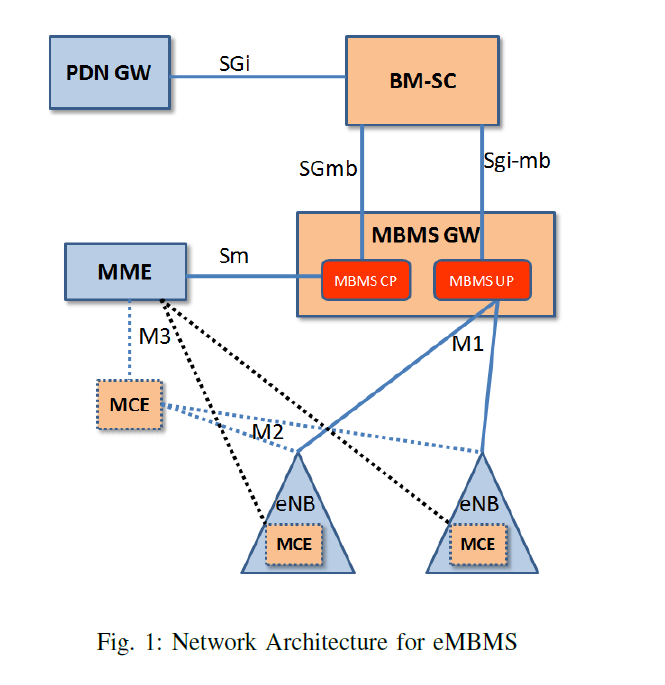 PDN GW
SGi
BM-SC
SGmb
Sgi-mb
MBMS GW
MME
Sm
MBMS CP
MBMS UP
M3
M1
MCE
M2
eNB
eNB
MCE
MCE
Fig. 1: Network Architecture for eMBMS